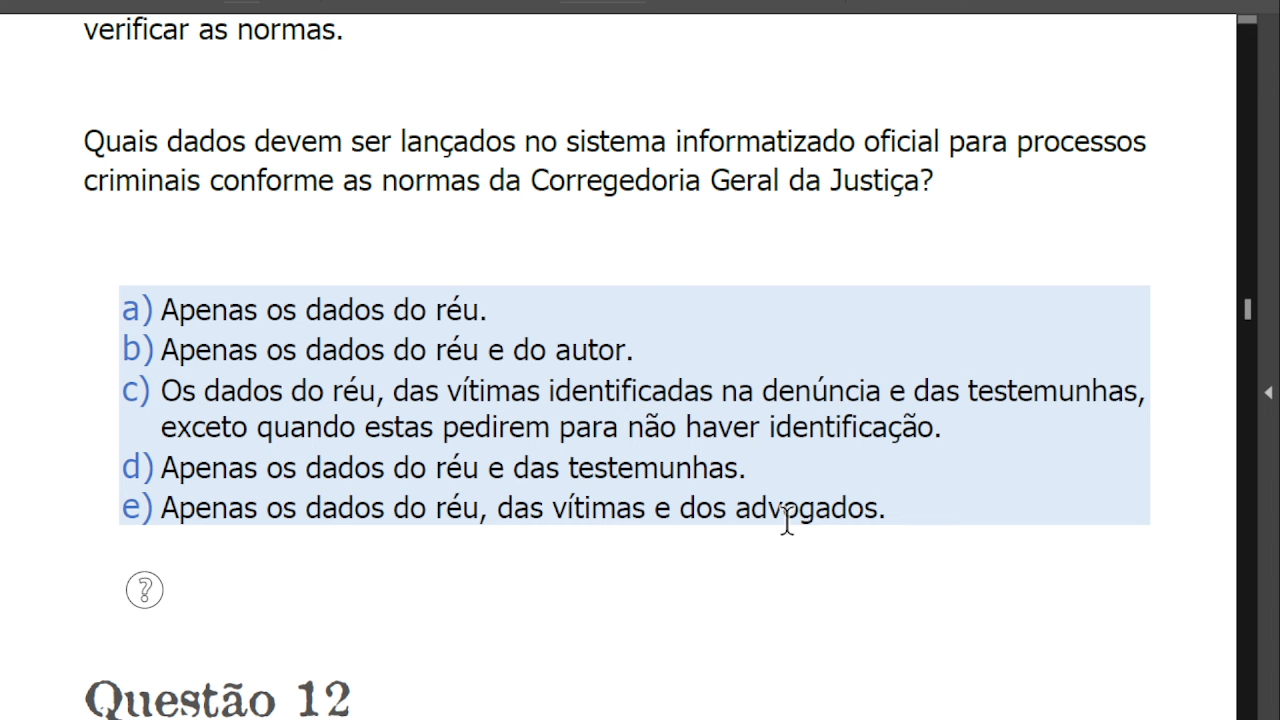 verificar as normas.
Quais dados devem ser lançados no sistema informatizado oficial para processos
criminais conforme as normas da Corregedoria Geral da Justiça?
a) Apenas os dados do réu.
b) Apenas os dados do réu e do autor.
c) Os dados do réu, das vítimas identificadas na denúncia e das testemunhas,
exceto quando estas pedirem para não haver identificação.
d) Apenas os dados do réu e das testemunhas.
e) Apenas os dados do réu, das vítimas e dos advogados.
?
Questão 12